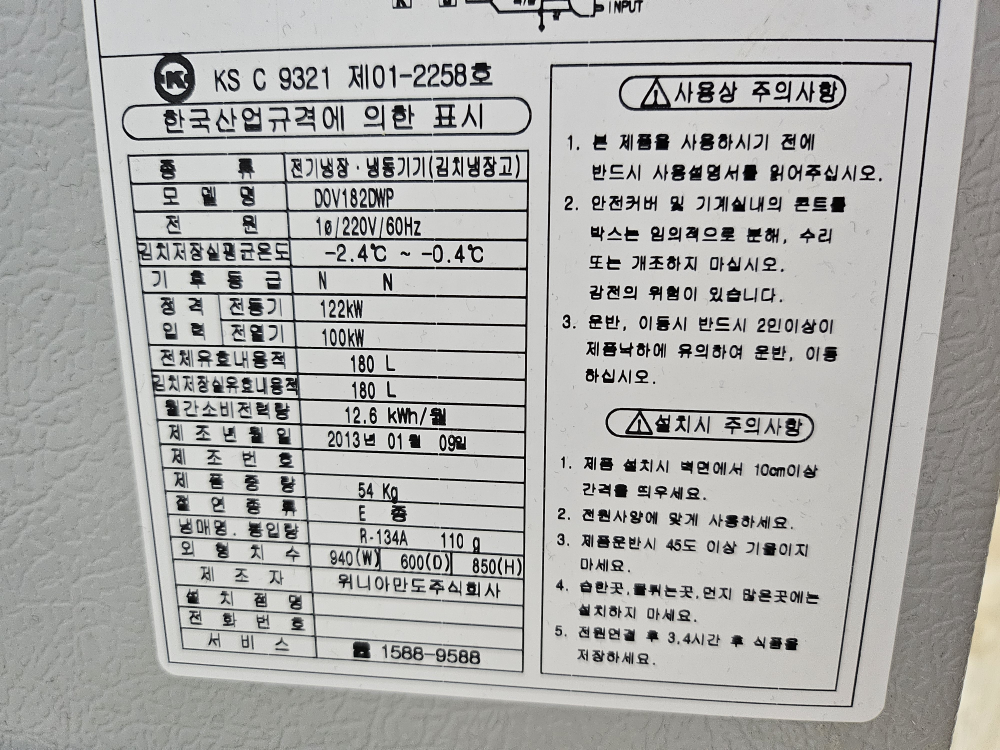 INPUT
KS C 9321 제01-2258호
한국산업규격에 의한 표시
종 류 전기냉장·냉동기기(김치냉장고)
모 델 명 DOV182DWP
전 원 1ø/220V/60Hz
김치저장실평균온도 -2.4℃ ~ -0.4℃
기 후 등 급 N N
정 격 전동기 122kW
입 력 전열기 100kW
전체유효내용적 180 L
김치저장실유효내용적 180 L
월간소비전력량 12.6 kWh/월
제 조 년 월 일 2013년 01월 09일
제 조 번 호
제 품 중 량 54 Kg
절 연 종 류 E 종
냉매명.봉입량 R-134A 110 g
외 형 치 수 940(W) 600(D) 850(H)
제 조 자 위니아만도주식회사
설 치 점 명
전 화 번 호
서 비 스 ☎ 1588-9588
사용상 주의사항
1. 본 제품을 사용하시기 전에
반드시 사용설명서를 읽어주십시오.
2. 안전커버 및 기계실내의 콘트롤
박스는 임의적으로 분해, 수리
또는 개조하지 마십시오.
감전의 위험이 있습니다.
3. 운반, 이동시 반드시 2인이상이
제품낙하에 유의하여 운반, 이동
하십시오.
설치시 주의사항
1. 제품 설치시 벽면에서 10cm이상
간격을 띄우세요.
2. 전원사양에 맞게 사용하세요.
3. 제품운반시 45도 이상 기울이지
마세요.
4. 습한곳,물튀는곳,먼지 많은곳에는
설치하지 마세요.
5. 전원연결 후 3,4시간 후 식품을
저장하세요.